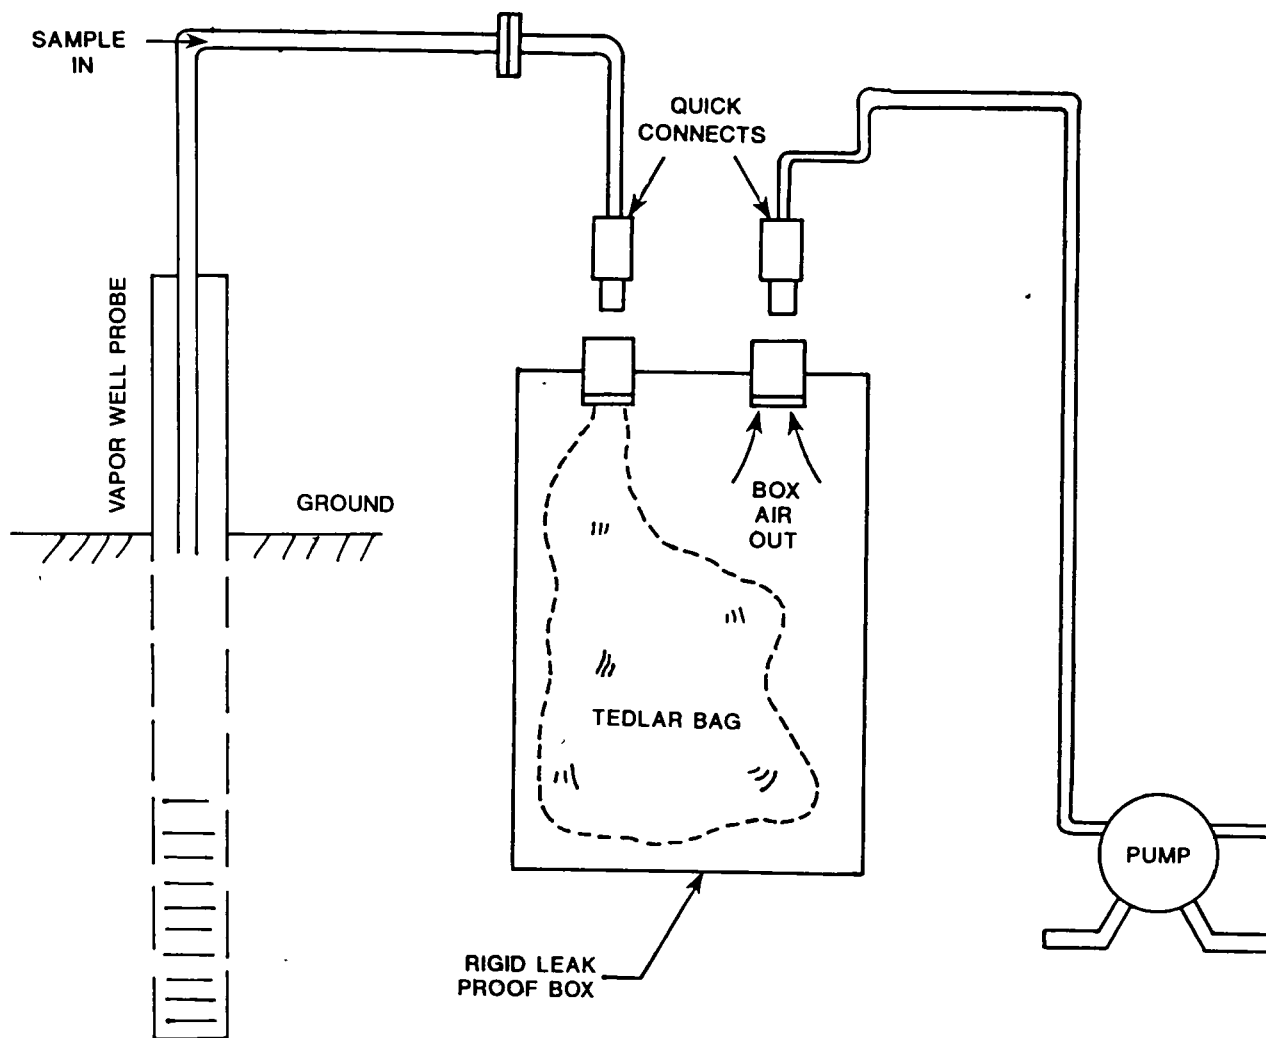 SAMPLE
IN
QUICK
CONNECTS
VAPOR WELL PROBE
GROUND
BOX
AIR
OUT
TEDLAR BAG
PUMP
RIGID LEAK
PROOF BOX